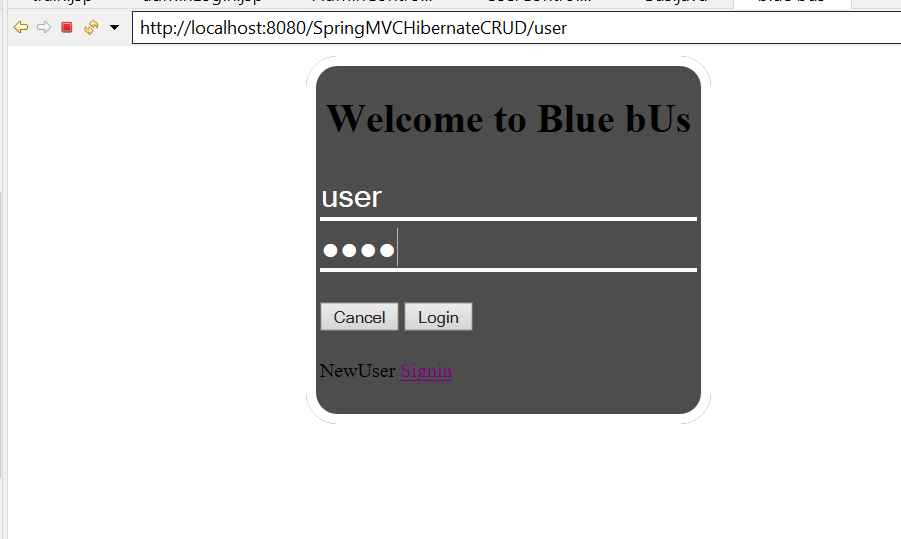 http://localhost:8080/SpringMVCHibernateCRUD/user
Welcome to Blue bUs
user
●●●●
Cancel Login
NewUser Signin